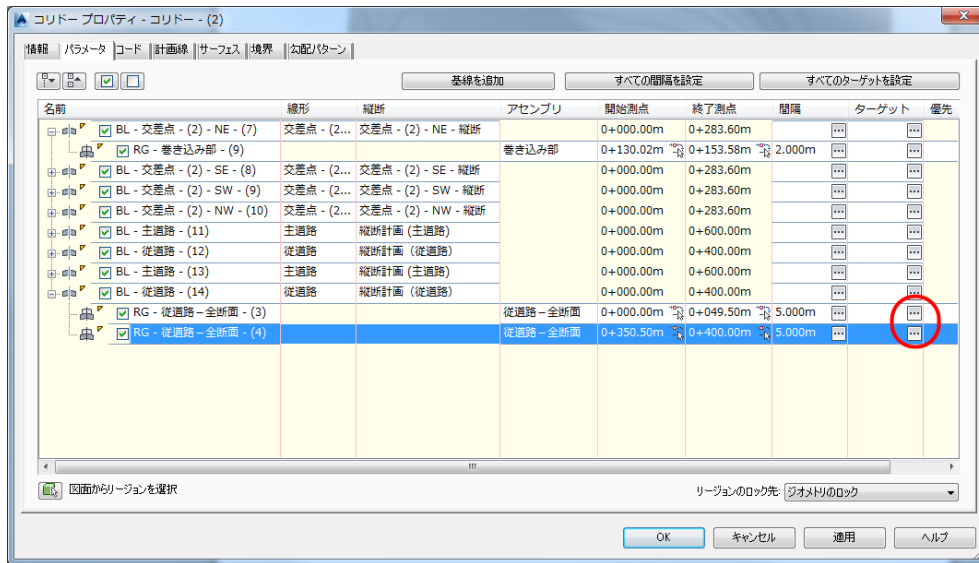 コリドー プロパティ - コリドー - (2)
情報 パラメータ コード 計画線 サーフェス 境界 勾配パターン
基線を追加 すべての間隔を設定 すべてのターゲットを設定
名前 線形 縦断 アセンブリ 開始測点 終了測点 間隔 ターゲット 優先
BL - 交差点 - (2) - NE - (7) 交差点 - (2... 交差点 - (2) - NE - 縦断 0+000.00m 0+283.60m
RG - 巻き込み部 - (9) 巻き込み部 0+130.02m 0+153.58m 2.000m
BL - 交差点 - (2) - SE - (8) 交差点 - (2... 交差点 - (2) - SE - 縦断 0+000.00m 0+283.60m
BL - 交差点 - (2) - SW - (9) 交差点 - (2... 交差点 - (2) - SW - 縦断 0+000.00m 0+283.60m
BL - 交差点 - (2) - NW - (10) 交差点 - (2... 交差点 - (2) - NW - 縦断 0+000.00m 0+283.60m
BL - 主道路 - (11) 主道路 縦断計画 (主道路) 0+000.00m 0+600.00m
BL - 従道路 - (12) 従道路 縦断計画（従道路） 0+000.00m 0+400.00m
BL - 主道路 - (13) 主道路 縦断計画 (主道路) 0+000.00m 0+600.00m
BL - 従道路 - (14) 従道路 縦断計画（従道路） 0+000.00m 0+400.00m
RG - 従道路－全断面 - (3) 従道路－全断面 0+000.00m 0+049.50m 5.000m
RG - 従道路－全断面 - (4) 従道路－全断面 0+350.50m 0+400.00m 5.000m
図面からリージョンを選択 リージョンのロック先: ジオメトリのロック
OK キャンセル 適用 ヘルプ